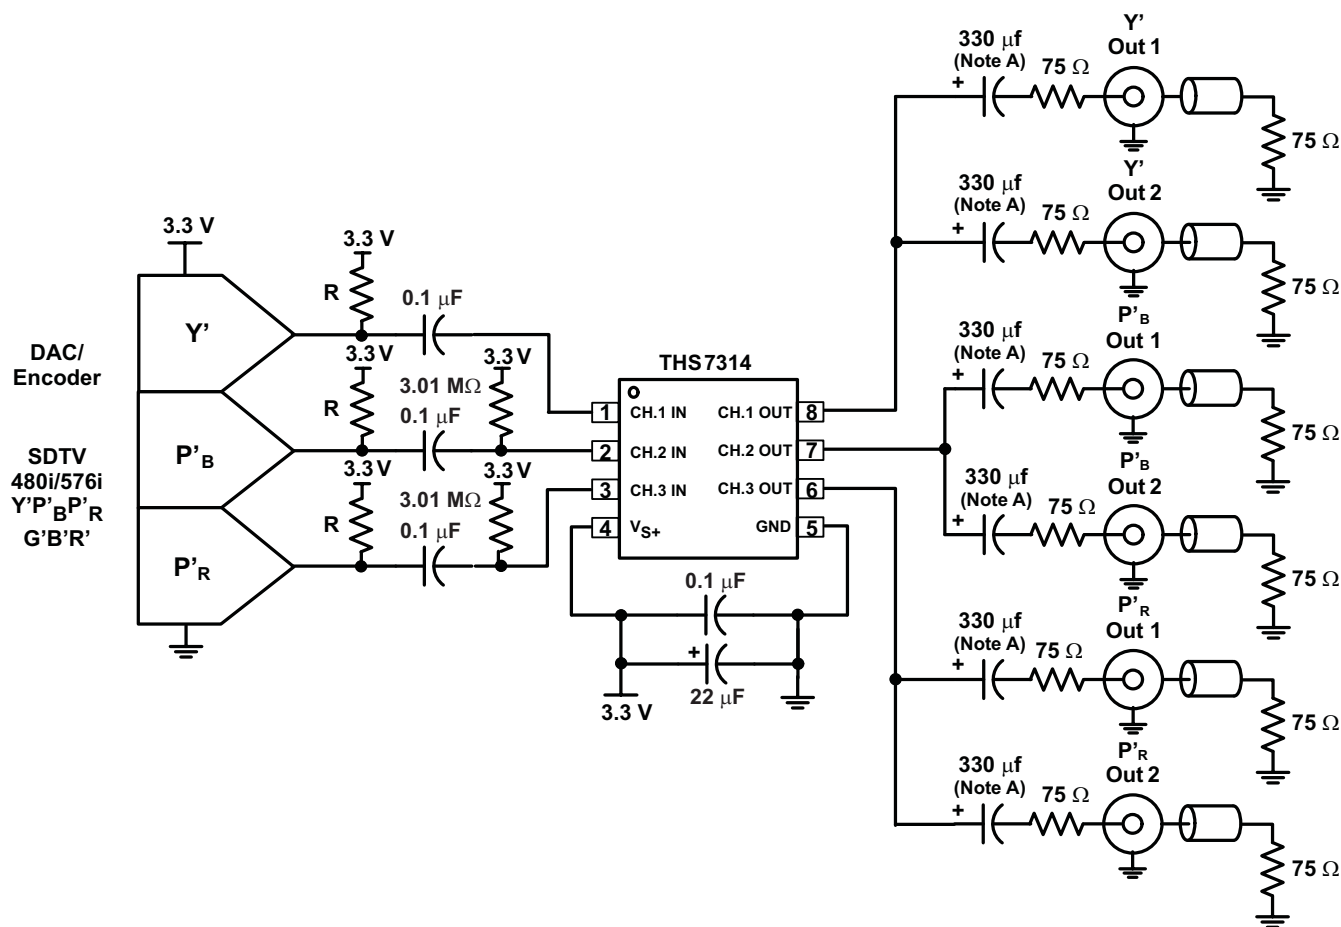 Y'
Out 1
330 µf
(Note A)
+
75 Ω
75 Ω
Y'
Out 2
330 µf
(Note A)
+
75 Ω
75 Ω
3.3 V
3.3 V
R
0.1 µF
Y'
DAC/
Encoder
3.3 V
R
3.01 MΩ
0.1 µF
3.3 V
P'B
SDTV
480i/576i
Y'P'BP'R
G'B'R'
3.3 V
R
3.01 MΩ
0.1 µF
3.3 V
P'R
THS7314
1 CH.1 IN CH.1 OUT 8
2 CH.2 IN CH.2 OUT 7
3 CH.3 IN CH.3 OUT 6
4 VS+ GND 5
0.1 µF
+
22 µF
3.3 V
P'B
Out 1
330 µf
(Note A)
+
75 Ω
75 Ω
P'B
Out 2
330 µf
(Note A)
+
75 Ω
75 Ω
P'R
Out 1
330 µf
(Note A)
+
75 Ω
75 Ω
P'R
Out 2
330 µf
(Note A)
+
75 Ω
75 Ω